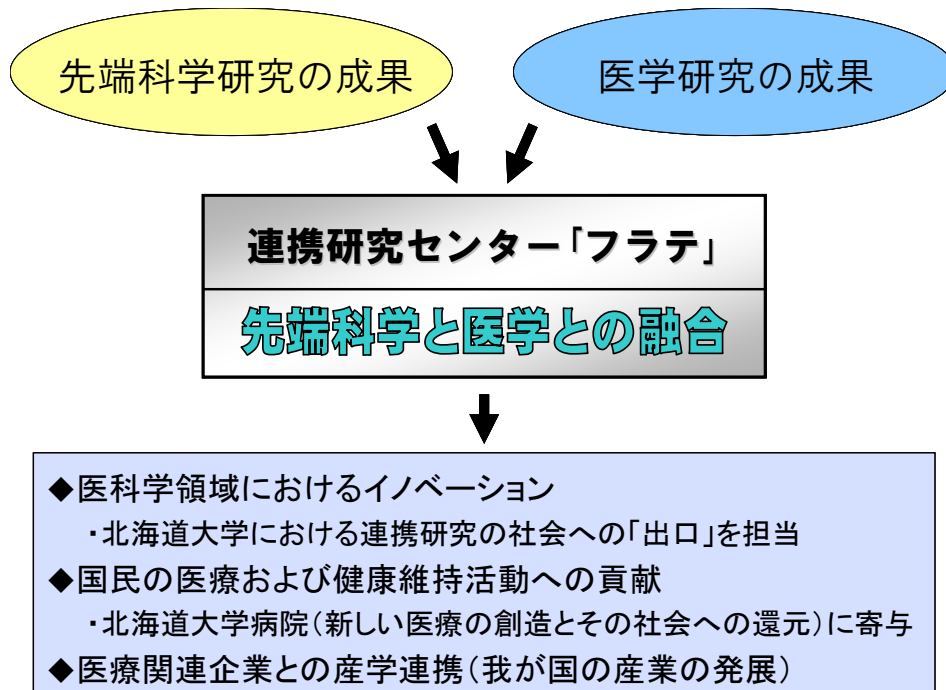 先端科学研究の成果
医学研究の成果
連携研究センター「フラテ」
先端科学と医学との融合
◆医科学領域におけるイノベーション
・北海道大学における連携研究の社会への「出口」を担当
◆国民の医療および健康維持活動への貢献
・北海道大学病院（新しい医療の創造とその社会への還元）に寄与
◆医療関連企業との産学連携（我が国の産業の発展）